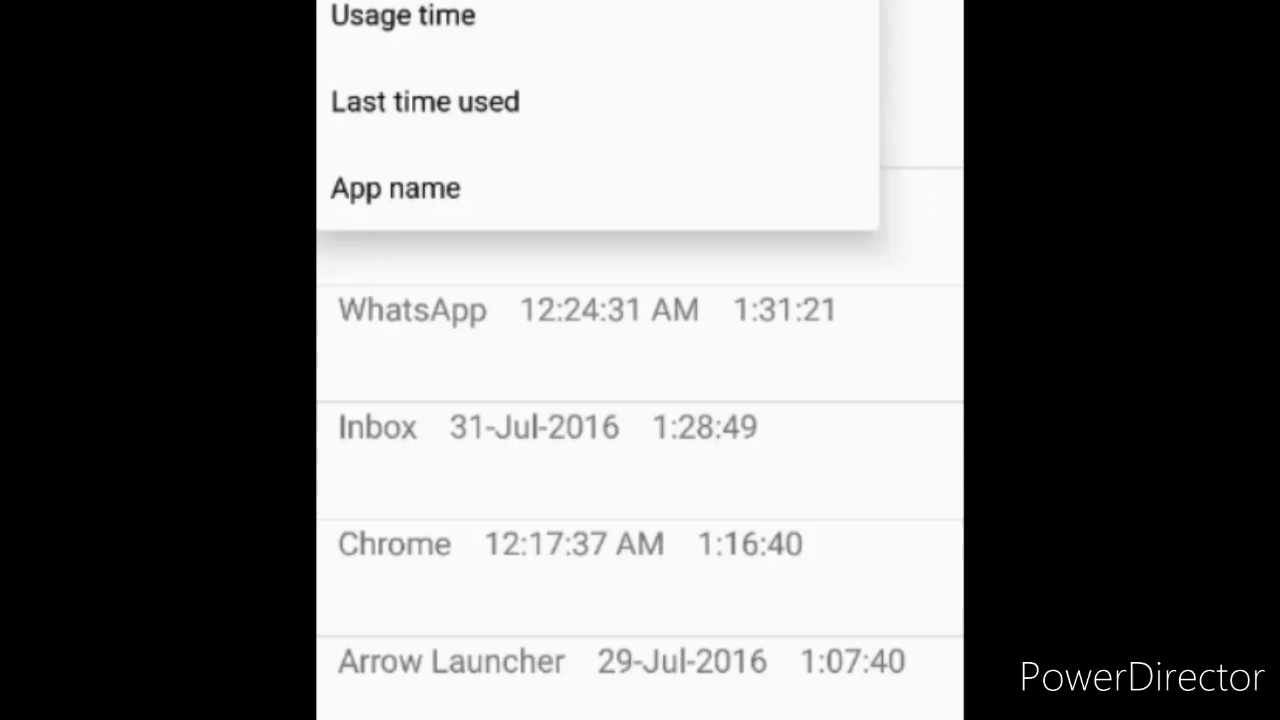 Usage time
Last time used
App name
WhatsApp 12:24:31 AM 1:31:21
Inbox 31-Jul-2016 1:28:49
Chrome 12:17:37 AM 1:16:40
Arrow Launcher 29-Jul-2016 1:07:40
PowerDirector